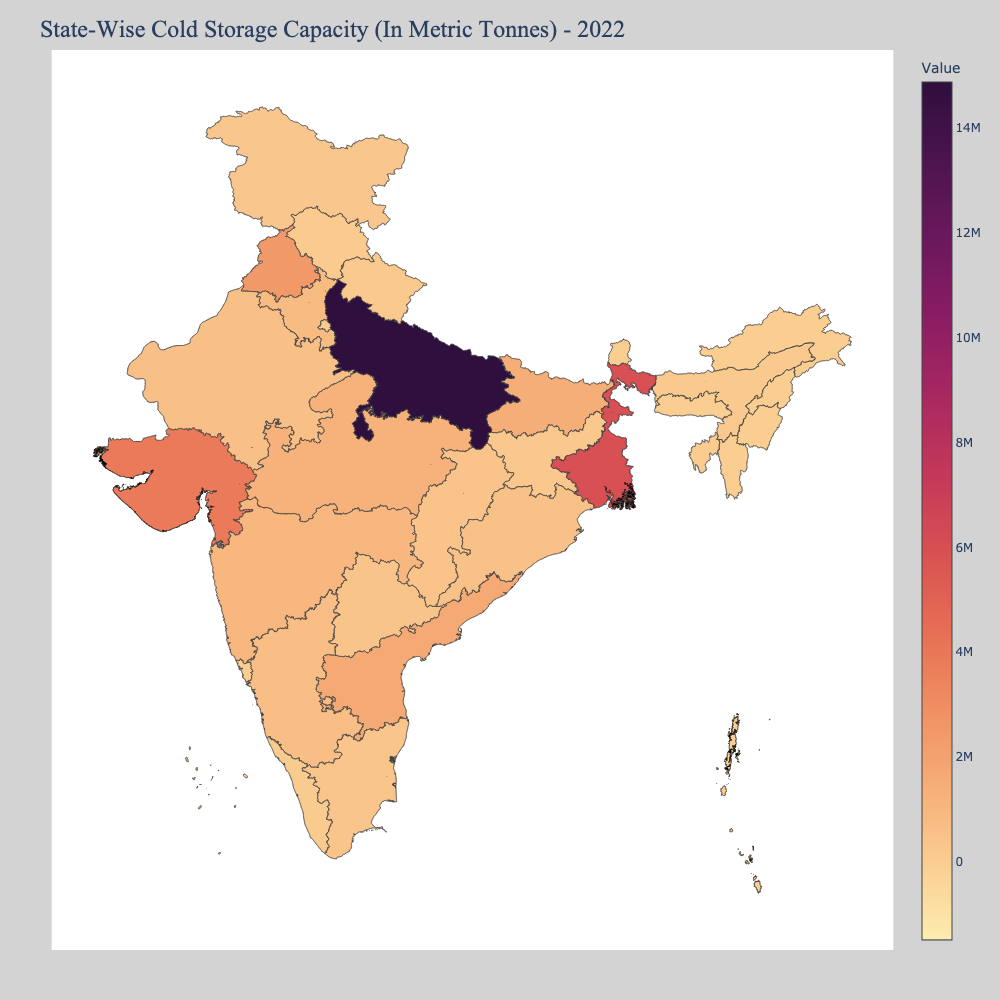 State-Wise Cold Storage Capacity (In Metric Tonnes) - 2022
Value
14M
12M
10M
8M
6M
4M
2M
0